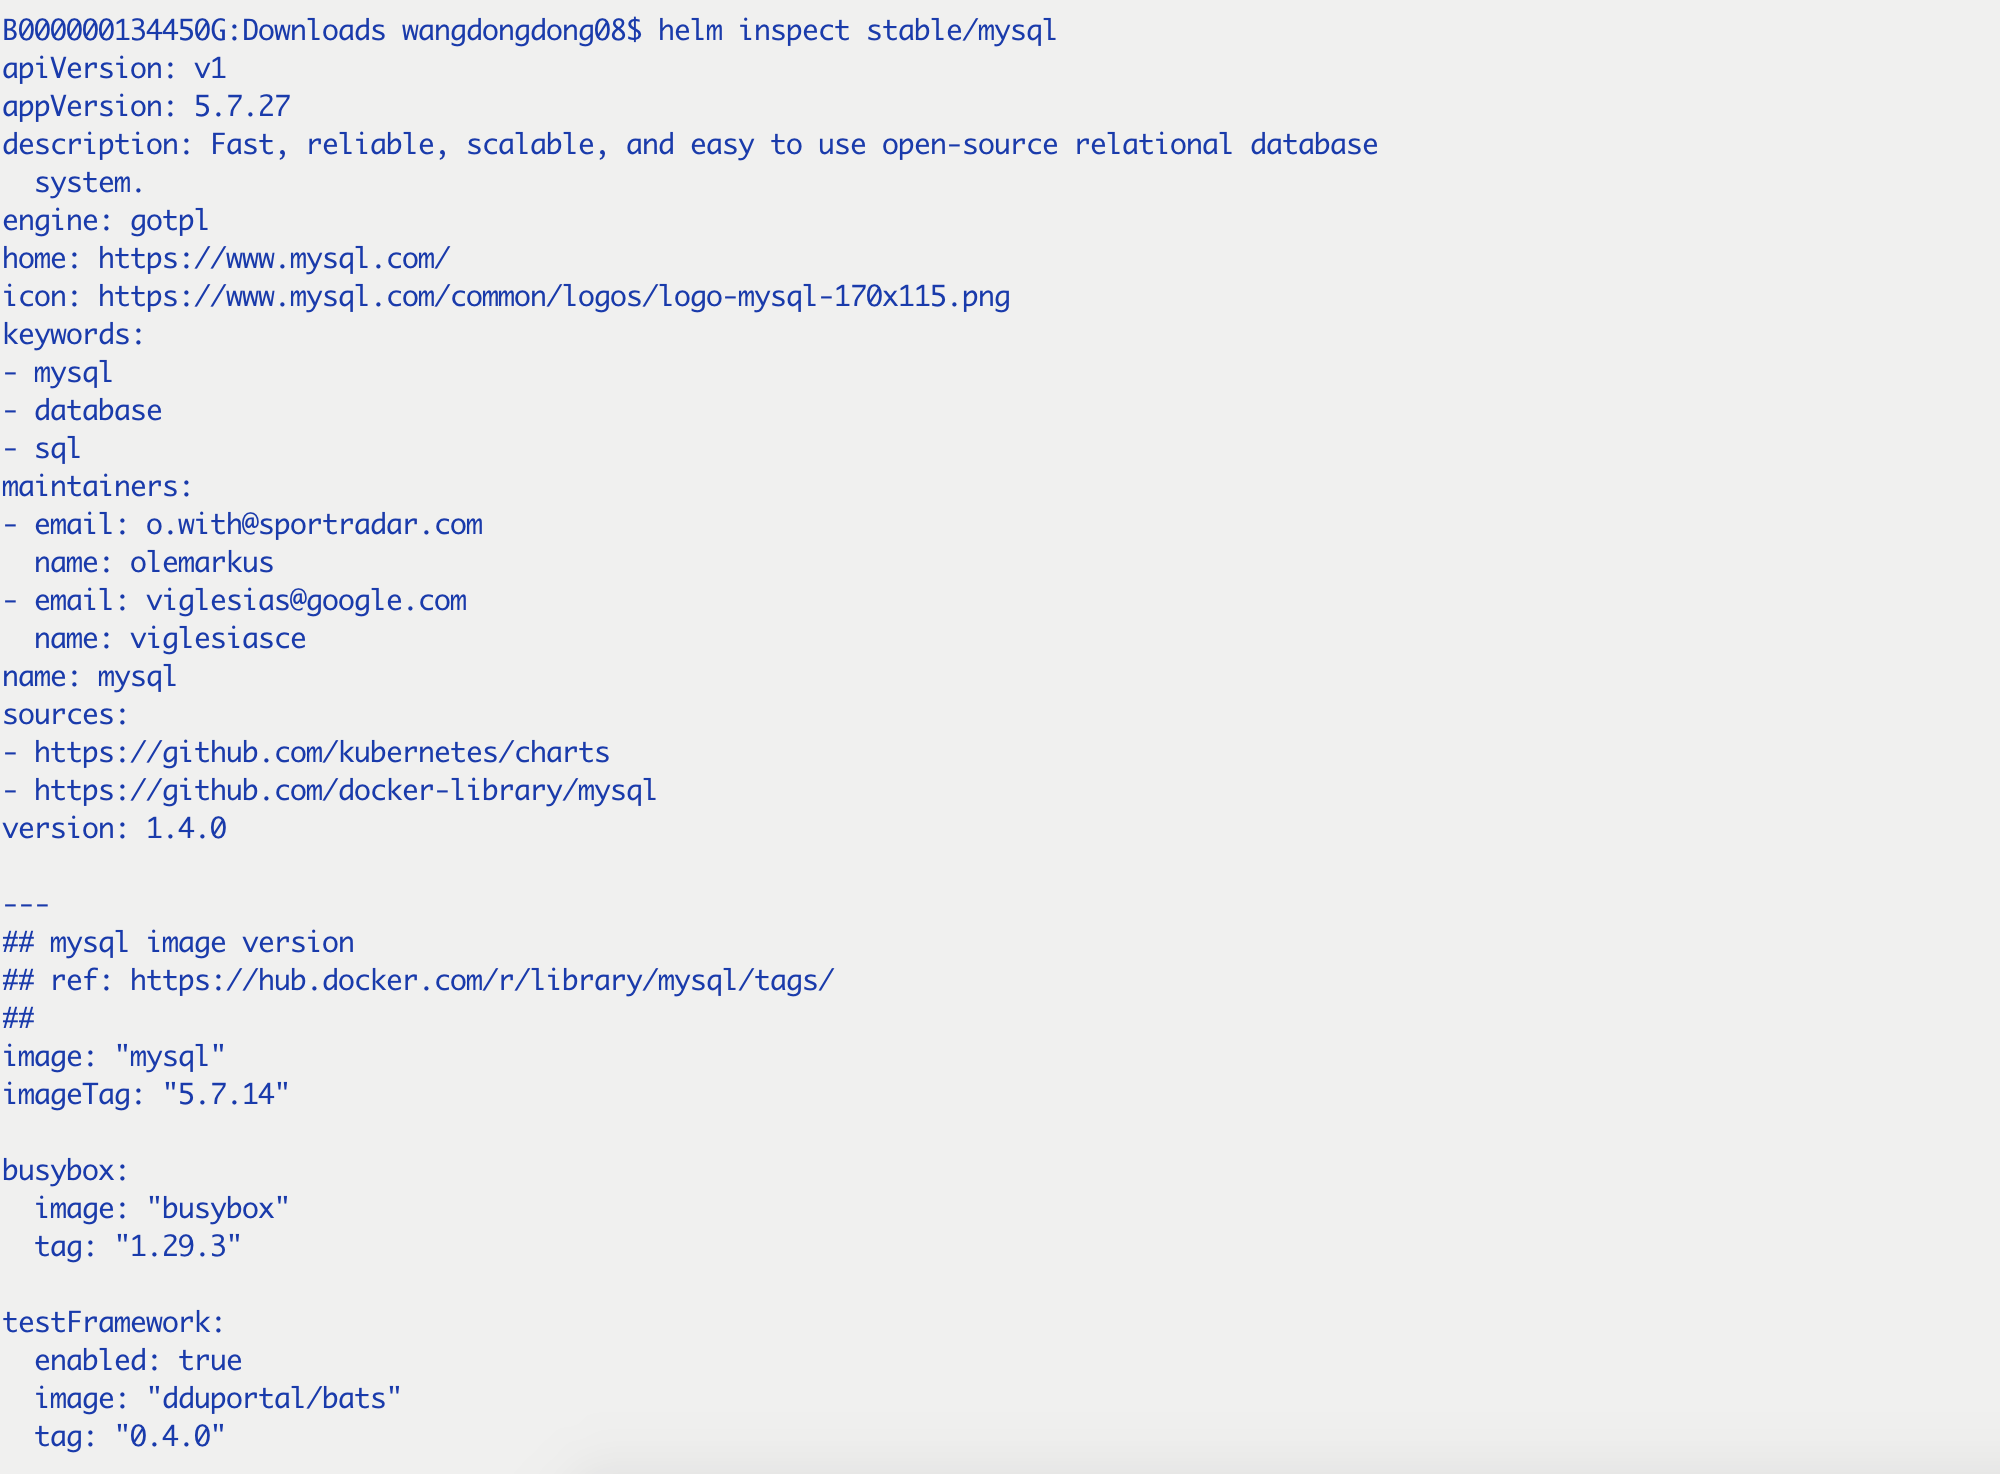 B000000134450G:Downloads wangdongdong08$ helm inspect stable/mysql
apiVersion: v1
appVersion: 5.7.27
description: Fast, reliable, scalable, and easy to use open-source relational database
  system.
engine: gotpl
home: https://www.mysql.com/
icon: https://www.mysql.com/common/logos/logo-mysql-170x115.png
keywords:
- mysql
- database
- sql
maintainers:
- email: o.with@sportradar.com
  name: olemarkus
- email: viglesias@google.com
  name: viglesiasce
name: mysql
sources:
- https://github.com/kubernetes/charts
- https://github.com/docker-library/mysql
version: 1.4.0

---
## mysql image version
## ref: https://hub.docker.com/r/library/mysql/tags/
##
image: "mysql"
imageTag: "5.7.14"

busybox:
  image: "busybox"
  tag: "1.29.3"

testFramework:
  enabled: true
  image: "dduportal/bats"
  tag: "0.4.0"